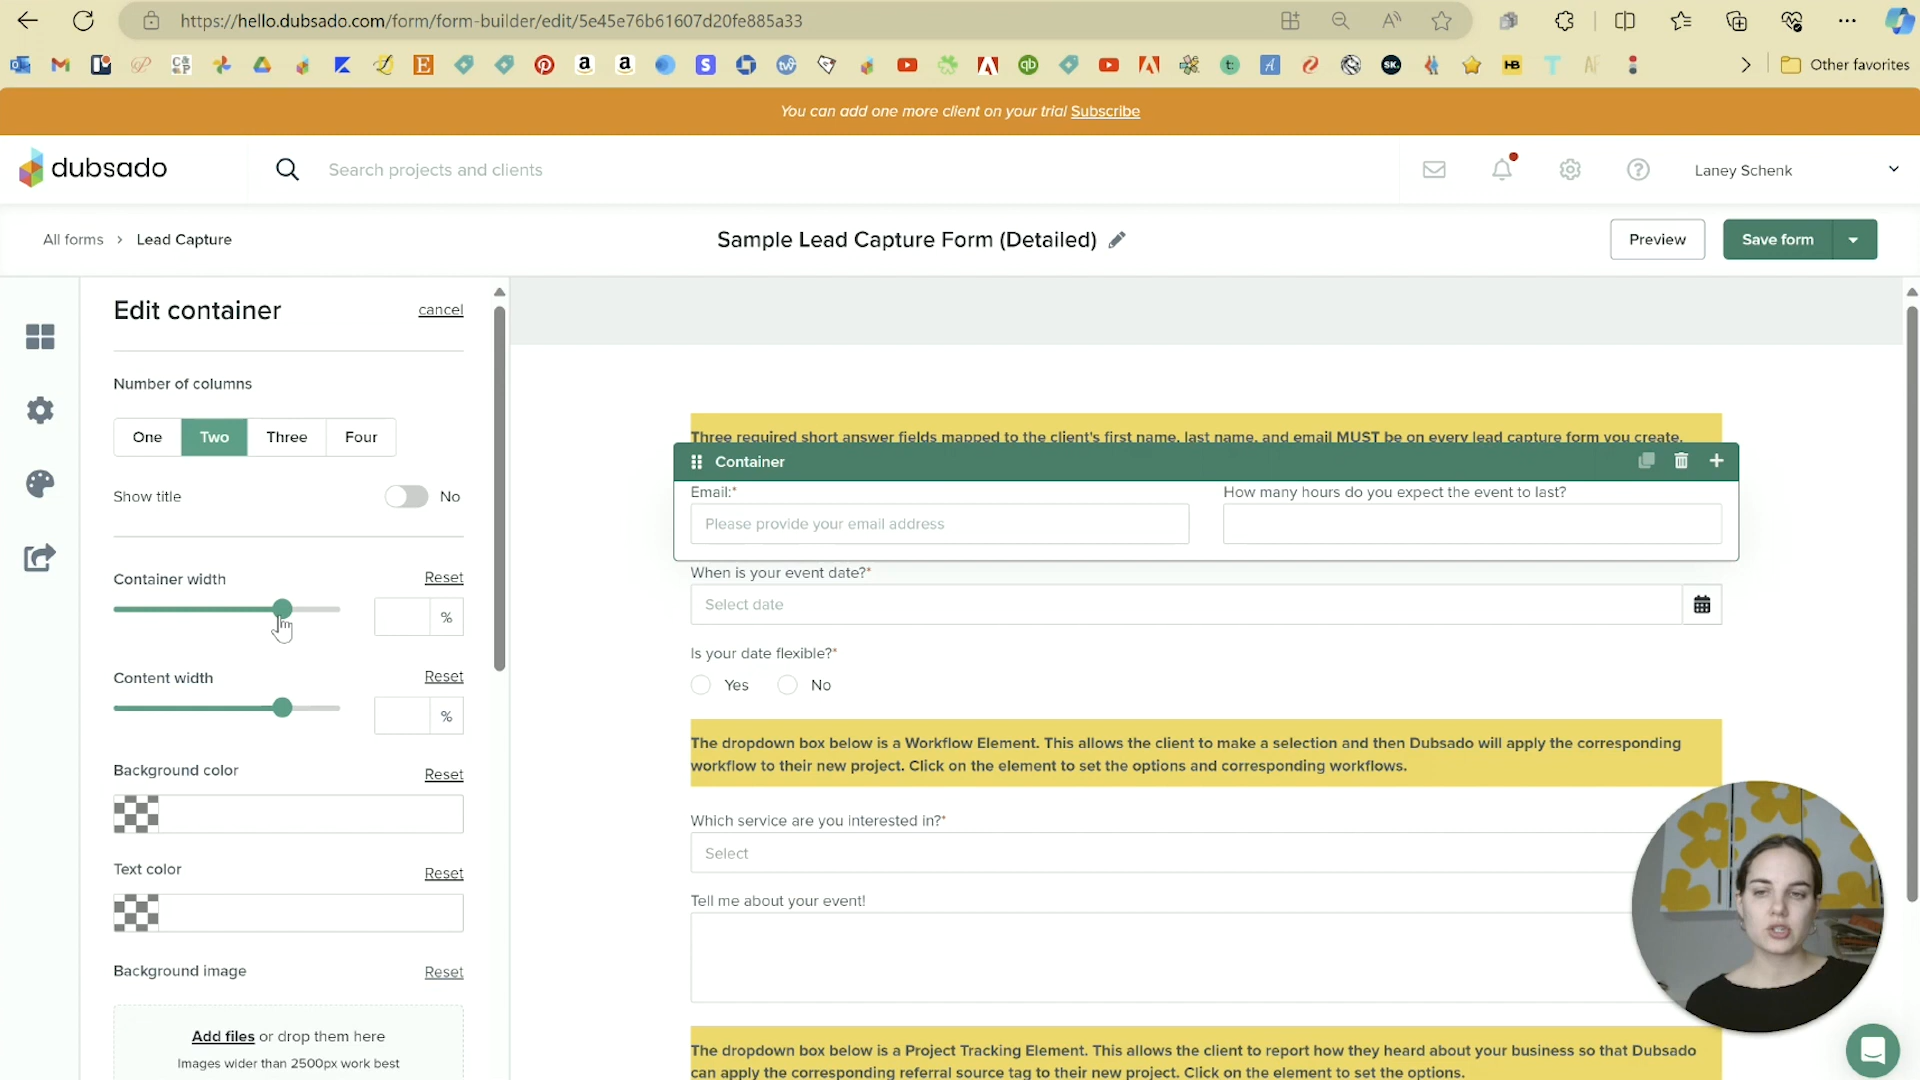 https://hello.dubsado.com/form/form-builder/edit/5e45e76b61607d20fe885a33
Other favorites
You can add one more client on your trial Subscribe
dubsado
Search projects and clients
Laney Schenk
All forms > Lead Capture
Sample Lead Capture Form (Detailed)
Preview
Save form
Edit container
cancel
Number of columns
One Two Three Four
Show title
No
Container width
Reset
%
Content width
Reset
%
Background color
Reset
Text color
Reset
Background image
Reset
Add files or drop them here
Images wider than 2500px work best
Three required short answer fields mapped to the client's first name, last name, and email MUST be on every lead capture form you create.
Container
Email:*
Please provide your email address
How many hours do you expect the event to last?
When is your event date?*
Select date
Is your date flexible?*
Yes
No
The dropdown box below is a Workflow Element. This allows the client to make a selection and then Dubsado will apply the corresponding
workflow to their new project. Click on the element to set the options and corresponding workflows.
Which service are you interested in?*
Select
Tell me about your event!
The dropdown box below is a Project Tracking Element. This allows the client to report how they heard about your business so that Dubsado
can apply the corresponding referral source tag to their new project. Click on the element to set the options.